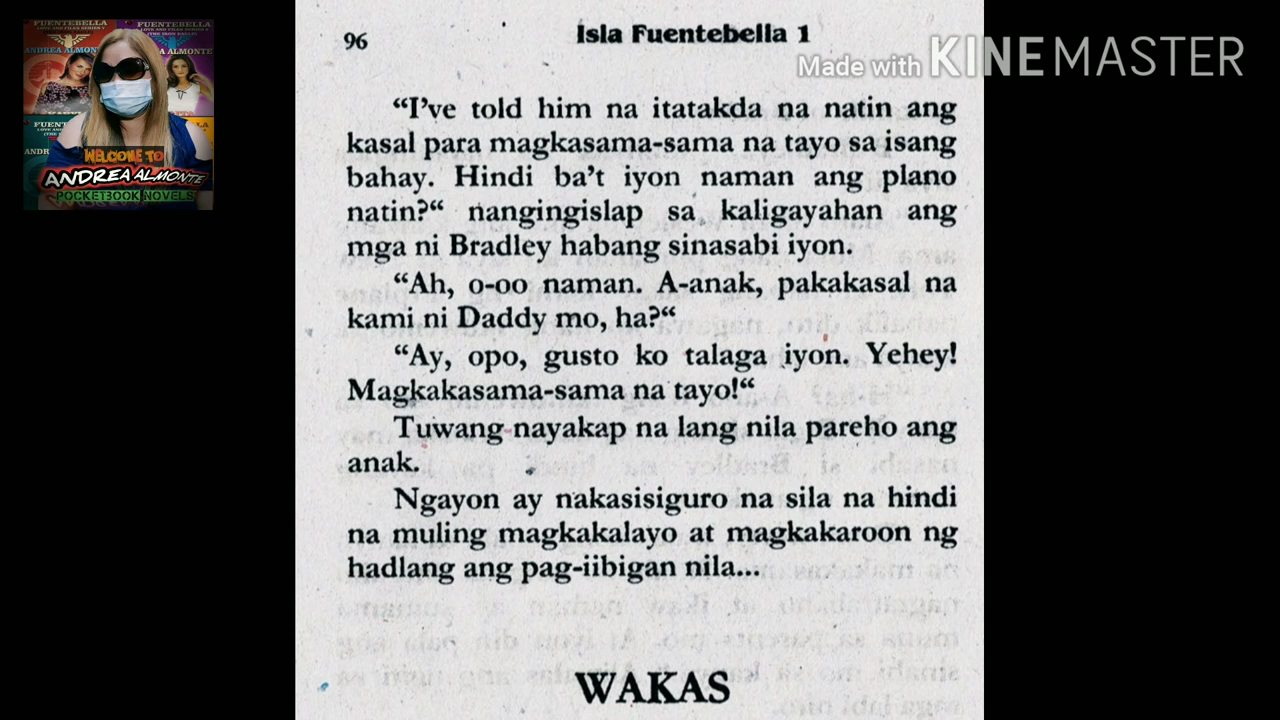 FUENTEBELLA
FUENTEBELLA
ANDREA ALMONTE
ALMONTE
WELCOME TO
ANDREA ALMONTE
POCKETBOOK NOVELS
96
Isla Fuentebella 1
Made with KINEMASTER
“I’ve told him na itatakda na natin ang
kasal para magkasama-sama na tayo sa isang
bahay. Hindi ba’t iyon naman ang plano
natin?“ nangingislap sa kaligayahan ang
mga ni Bradley habang sinasabi iyon.
“Ah, o-oo naman. A-anak, pakakasal na
kami ni Daddy mo, ha?“
“Ay, opo, gusto ko talaga iyon. Yehey!
Magkakasama-sama na tayo!“
Tuwang-nayakap na lang nila pareho ang
anak.
Ngayon ay nakasisiguro na sila na hindi
na muling magkakalayo at magkakaroon ng
hadlang ang pag-iibigan nila...
WAKAS